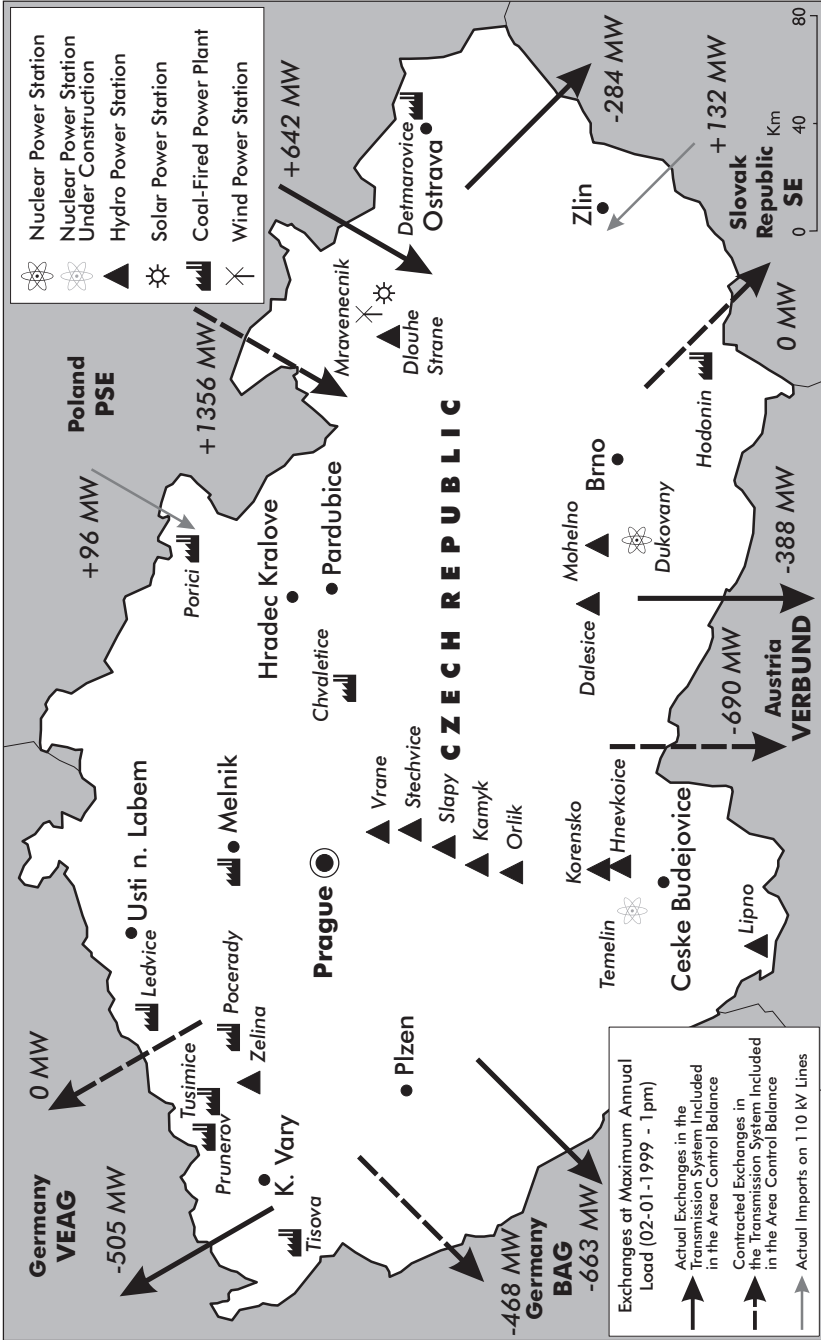 Nuclear Power Station
Nuclear Power Station
Under Construction
Hydro Power Station
Solar Power Station
Coal-Fired Power Plant
Wind Power Station
Germany
VEAG
-505 MW
0 MW
Poland
PSE
+96 MW
+1356 MW
+642 MW
-284 MW
+132 MW
Slovak
Republic
SE
0 MW
Austria
VERBUND
-388 MW
-690 MW
Germany
BAG
-468 MW
-663 MW
CZECH REPUBLIC
Usti n. Labem
Ledvice
Melnik
Pocerady
Zelina
Tusimice
Prunerov
K. Vary
Tisova
Plzen
Prague
Vrane
Stechvice
Slapy
Kamyk
Orlik
Korensko
Hnevkoice
Temelin
Ceske Budejovice
Lipno
Porici
Hradec Kralove
Pardubice
Chvaletice
Mravenecnik
Dlouhe
Strane
Detmarovice
Ostrava
Zlin
Brno
Mohelno
Dukovany
Dalesice
Hodonin
Exchanges at Maximum Annual
Load (02-01-1999 - 1pm)
Actual Exchanges in the
Transmission System Included
in the Area Control Balance
Contracted Exchanges in
the Transmission System Included
in the Area Control Balance
Actual Imports on 110 kV Lines
0 40 80
Km